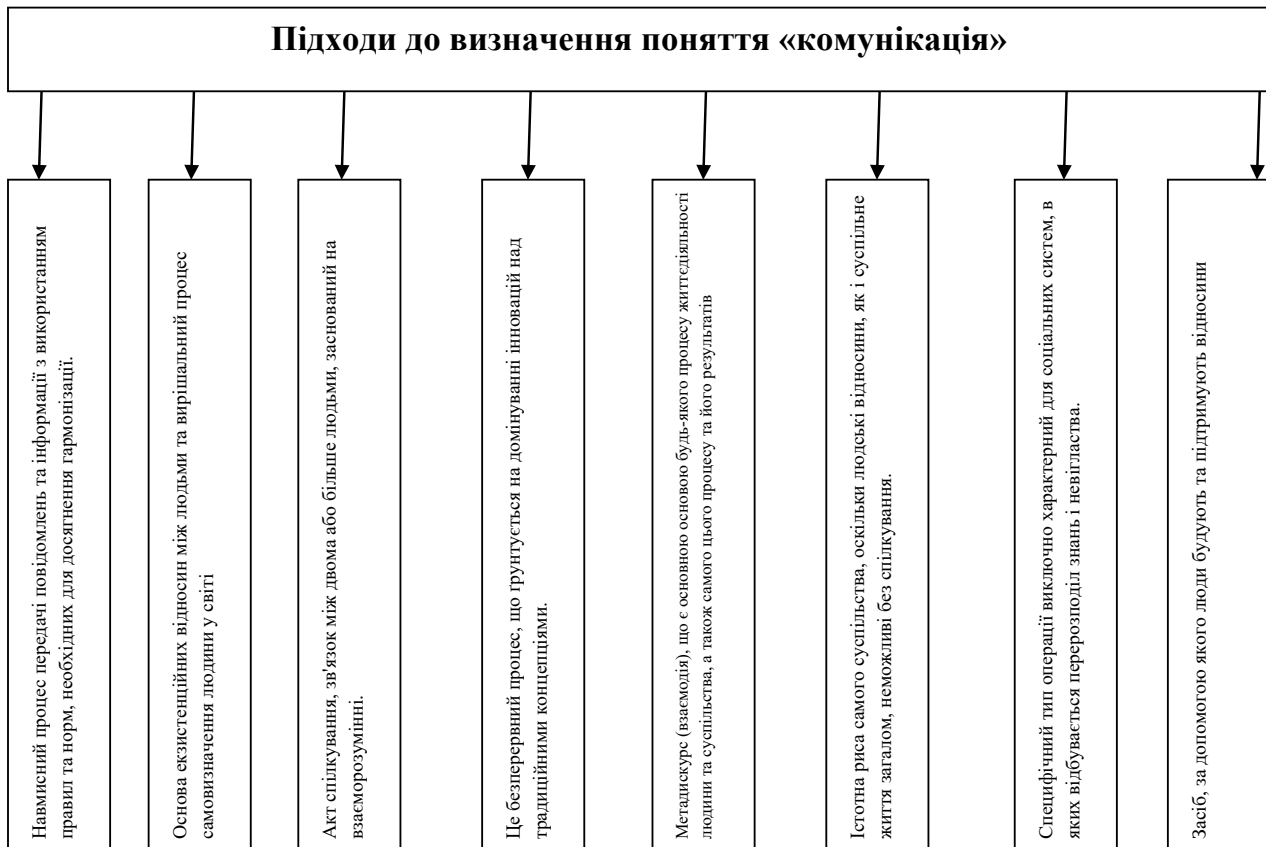 Підходи до визначення поняття «комунікація»
Навмисний процес передачі повідомлень та інформації з використанням
правил та норм, необхідних для досягнення гармонізації.
Основа екзистенційних відносин між людьми та вирішальний процес
самовизначення людини у світі
Акт спілкування, зв'язок між двома або більше людьми, заснований на
взаєморозумінні.
Це безперервний процес, що ґрунтується на домінуванні інновацій над
традиційними концепціями.
Метадискурс (взаємодія), що є основною основою будь-якого процесу життєдіяльності
людини та суспільства, а також самого цього процесу та його результатів
Істотна риса самого суспільства, оскільки людські відносини, як і суспільне
життя загалом, неможливі без спілкування.
Специфічний тип операції виключно характерний для соціальних систем, в
яких відбувається перерозподіл знань і невігластва.
Засіб, за допомогою якого люди будують та підтримують відносини